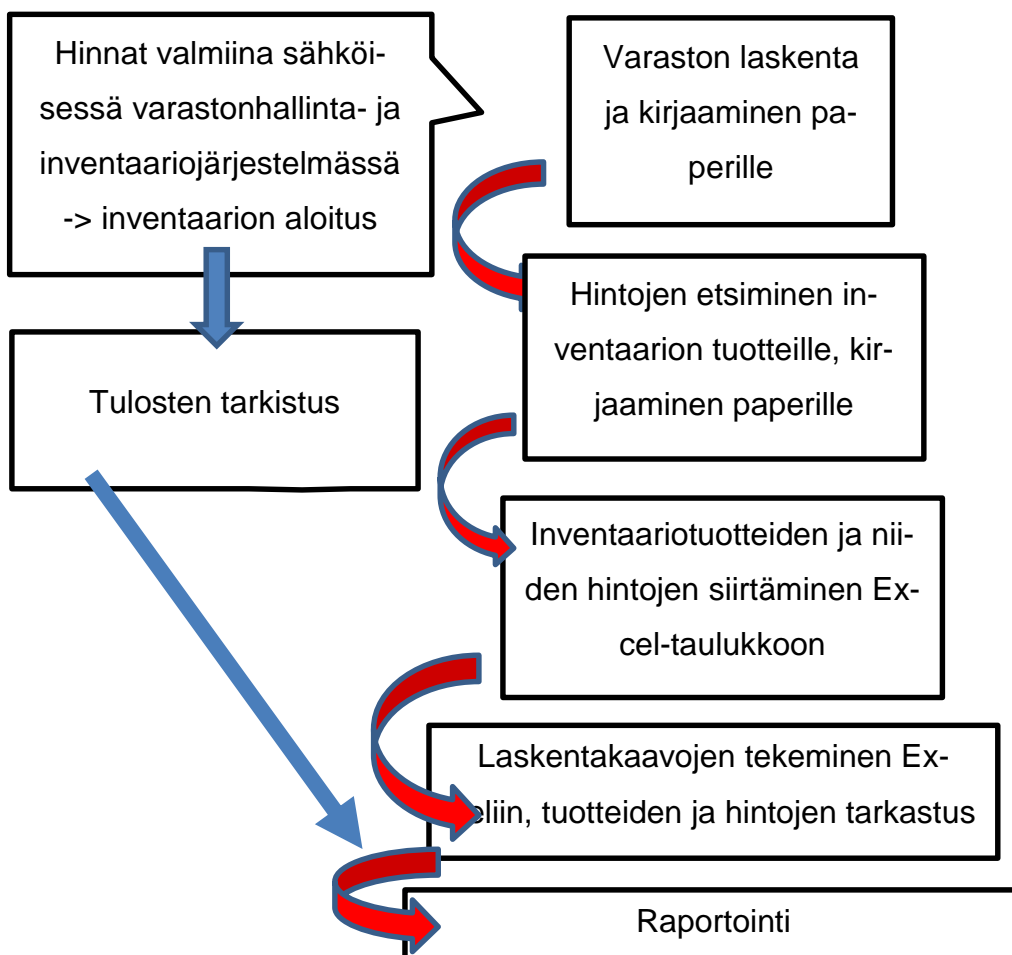 Hinnat valmiina sähköi-
sessä varastonhallinta- ja
inventaariojärjestelmässä
-> inventaarion aloitus
Tulosten tarkistus
Varaston laskenta
ja kirjaaminen pa-
perille
Hintojen etsiminen in-
ventaarion tuotteille, kir-
jaaminen paperille
Inventaariotuotteiden ja nii-
den hintojen siirtäminen Ex-
cel-taulukkoon
Laskentakaavojen tekeminen Ex-
eliin, tuotteiden ja hintojen tarkastus
Raportointi